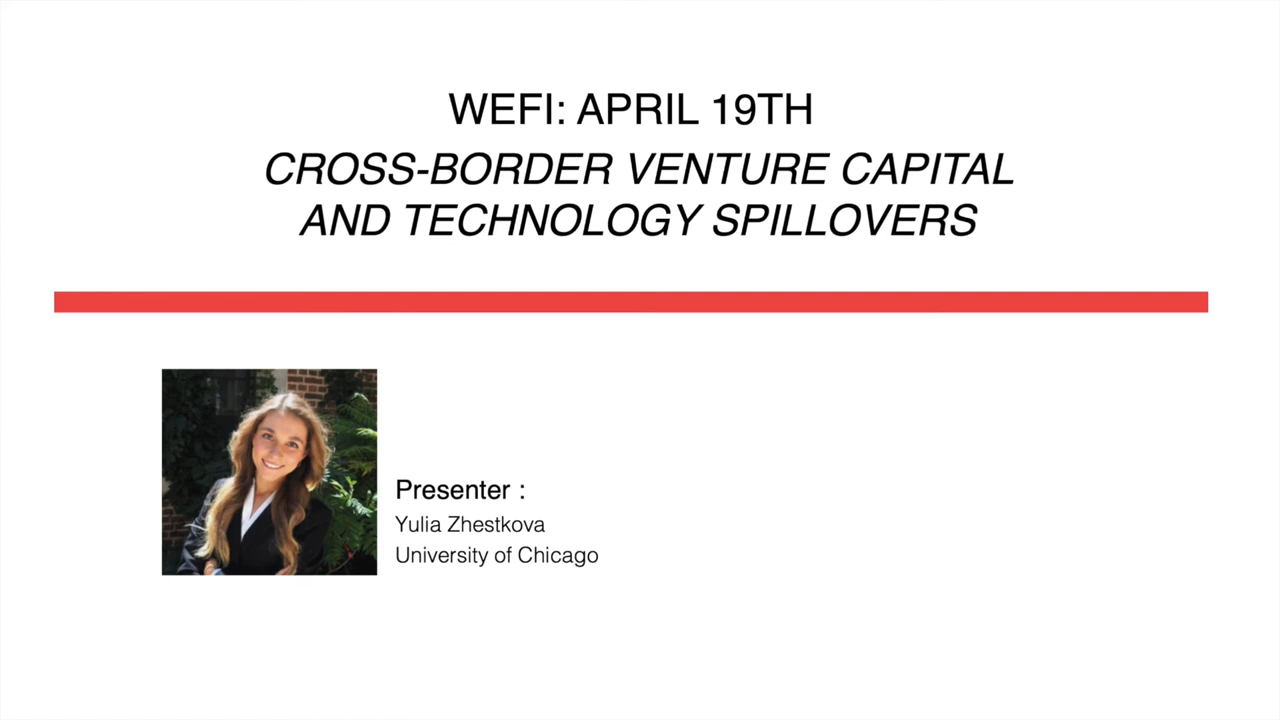 WEFI: APRIL 19TH
CROSS-BORDER VENTURE CAPITAL
AND TECHNOLOGY SPILLOVERS
Presenter :
Yulia Zhestkova
University of Chicago